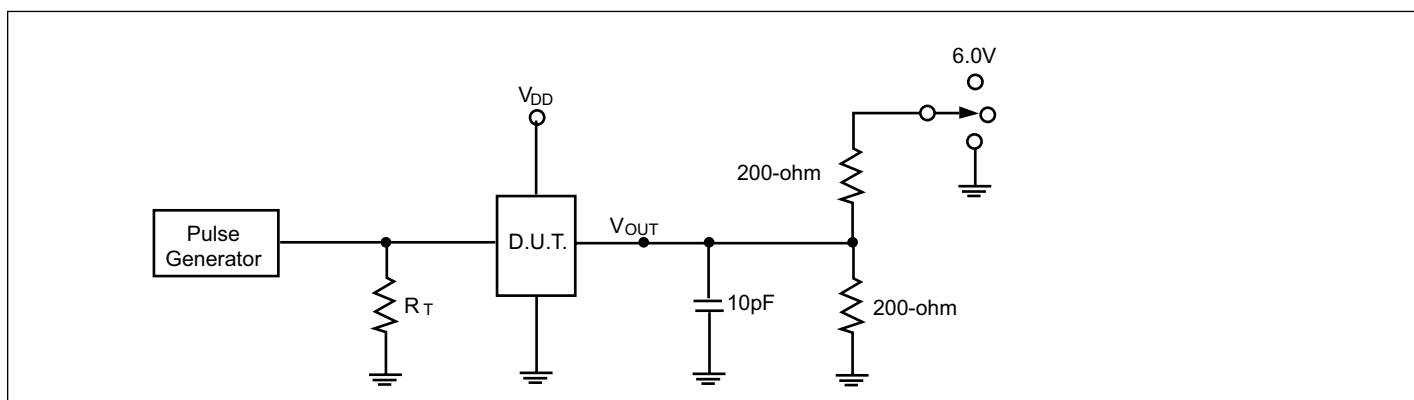 6.0V
VDD
200-ohm
Pulse
Generator
D.U.T.
VOUT
RT
10pF
200-ohm